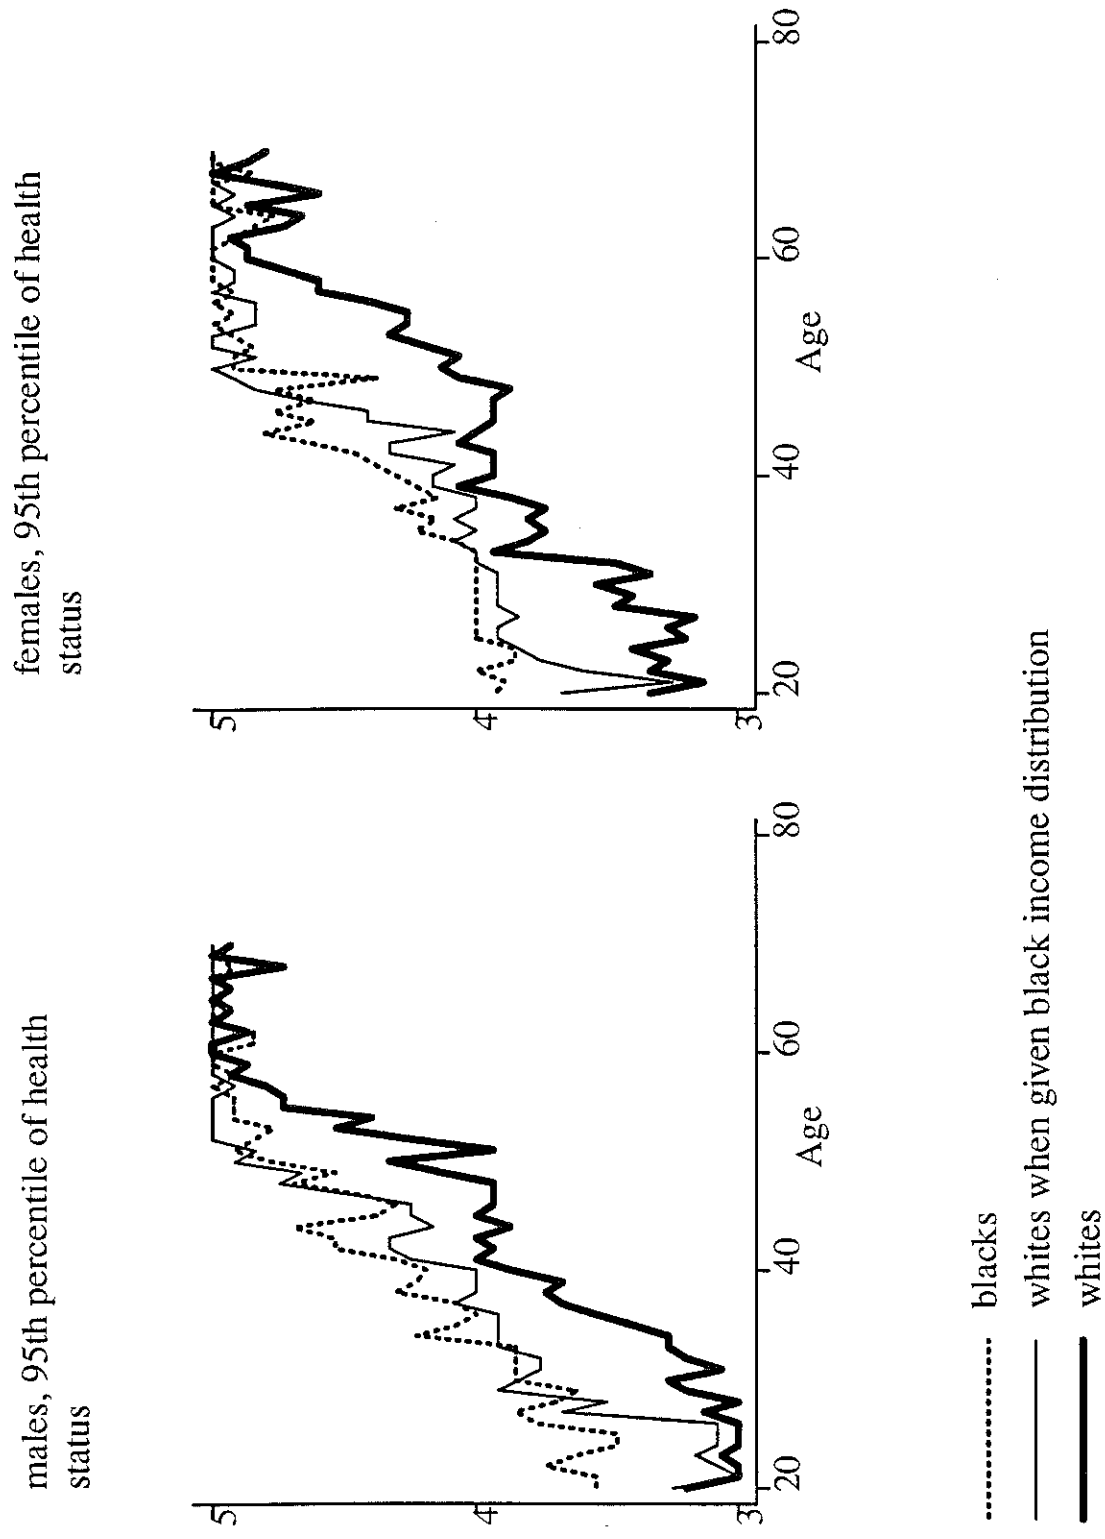 males, 95th percentile of health
status
5
4
3
20
40
60
80
Age
females, 95th percentile of health
status
5
4
3
20
40
60
80
Age
blacks
whites when given black income distribution
whites